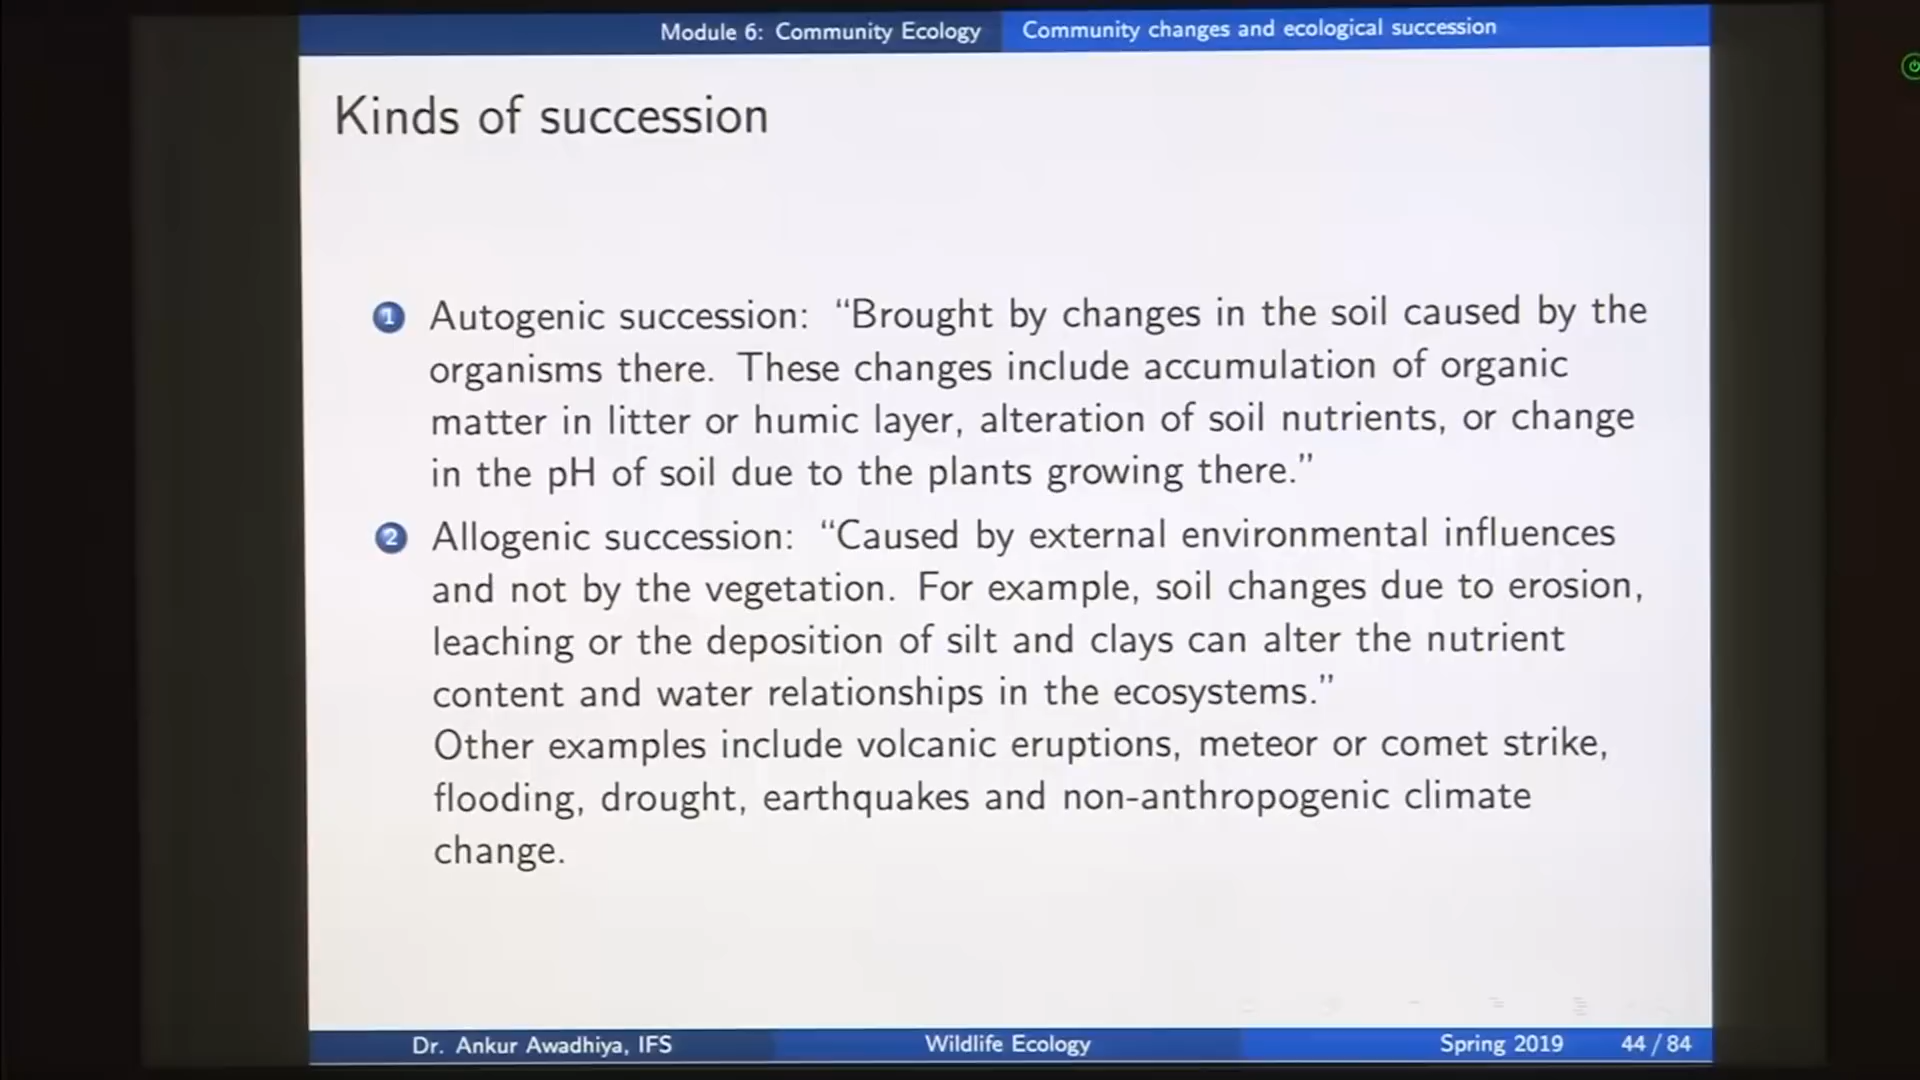 Module 6: Community Ecology Community changes and ecological succession
Kinds of succession
1 Autogenic succession: “Brought by changes in the soil caused by the
organisms there. These changes include accumulation of organic
matter in litter or humic layer, alteration of soil nutrients, or change
in the pH of soil due to the plants growing there.”
2 Allogenic succession: “Caused by external environmental influences
and not by the vegetation. For example, soil changes due to erosion,
leaching or the deposition of silt and clays can alter the nutrient
content and water relationships in the ecosystems.”
Other examples include volcanic eruptions, meteor or comet strike,
flooding, drought, earthquakes and non-anthropogenic climate
change.
Dr. Ankur Awadhiya, IFS Wildlife Ecology Spring 2019 44 / 84